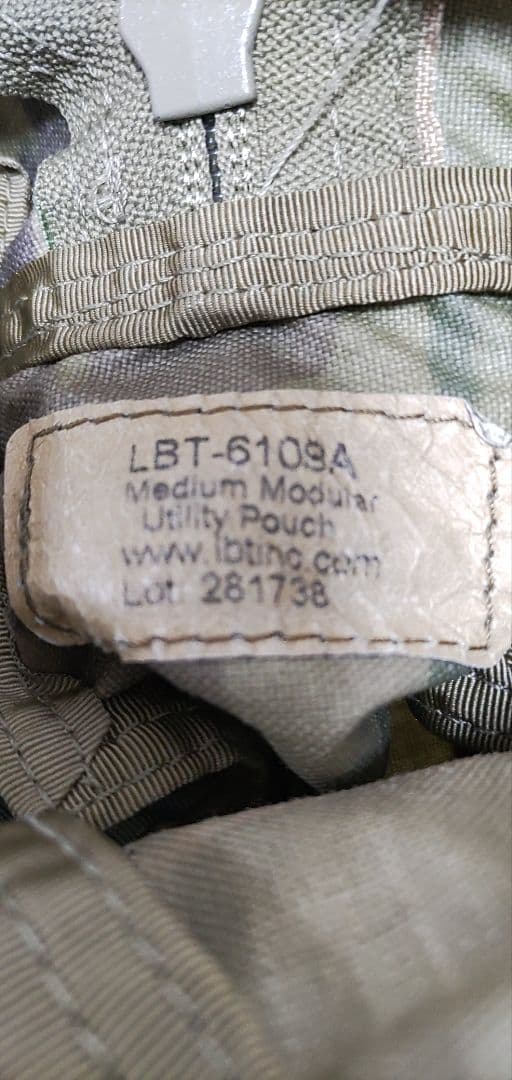 LBT-6109A
Medium Modular
Utility Pouch
www.lbtinc.com
Lot: 281738